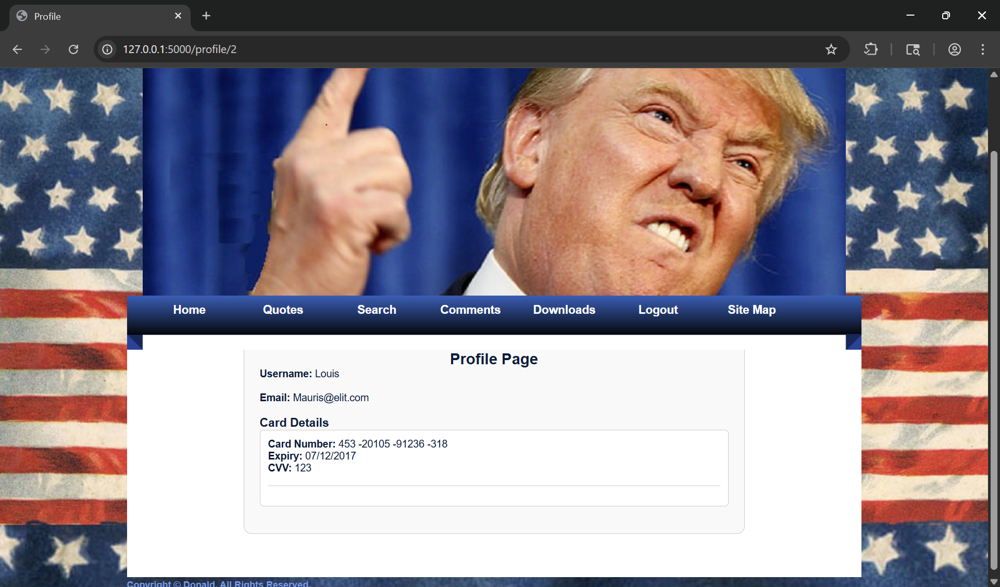 Profile
127.0.0.1:5000/profile/2
Home Quotes Search Comments Downloads Logout Site Map
Profile Page
Username: Louis
Email: Mauris@elit.com
Card Details
Card Number: 453 -20105 -91236 -318
Expiry: 07/12/2017
CVV: 123
Copyright © Donald. All Rights Reserved.